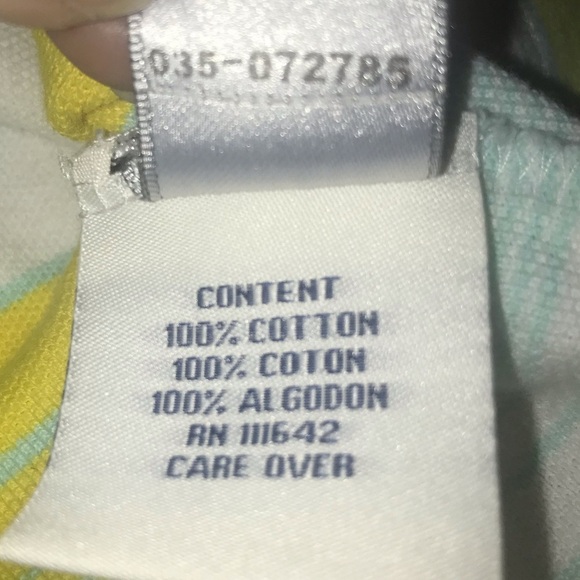 035-072785
CONTENT
100% COTTON
100% COTON
100% ALGODON
RN 111642
CARE OVER